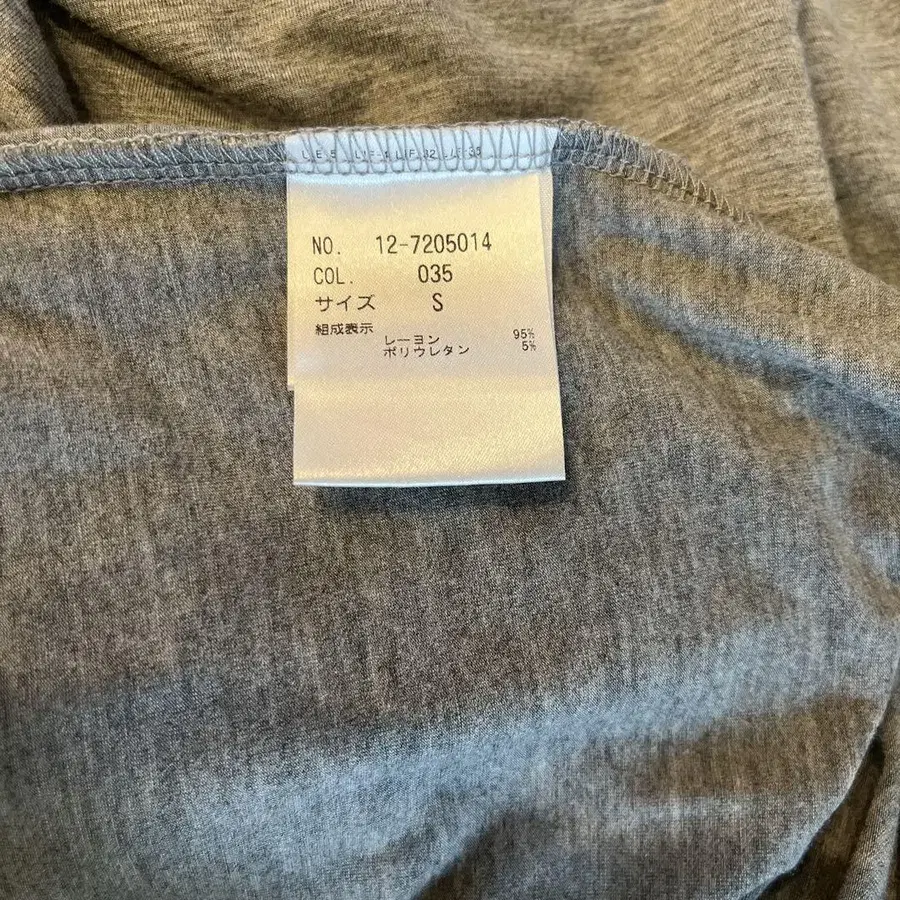 NO. 12-7205014
COL. 035
サイズ S
組成表示
レーヨン 95%
ポリウレタン 5%